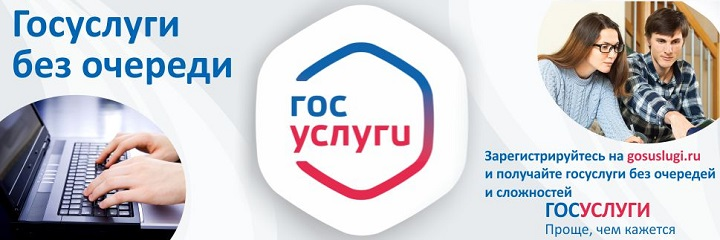 Госуслуги
без очереди
гос
услуги
Зарегистрируйтесь на gosuslugi.ru
и получайте госуслуги без очередей
и сложностей
ГОСУСЛУГИ
Проще, чем кажется